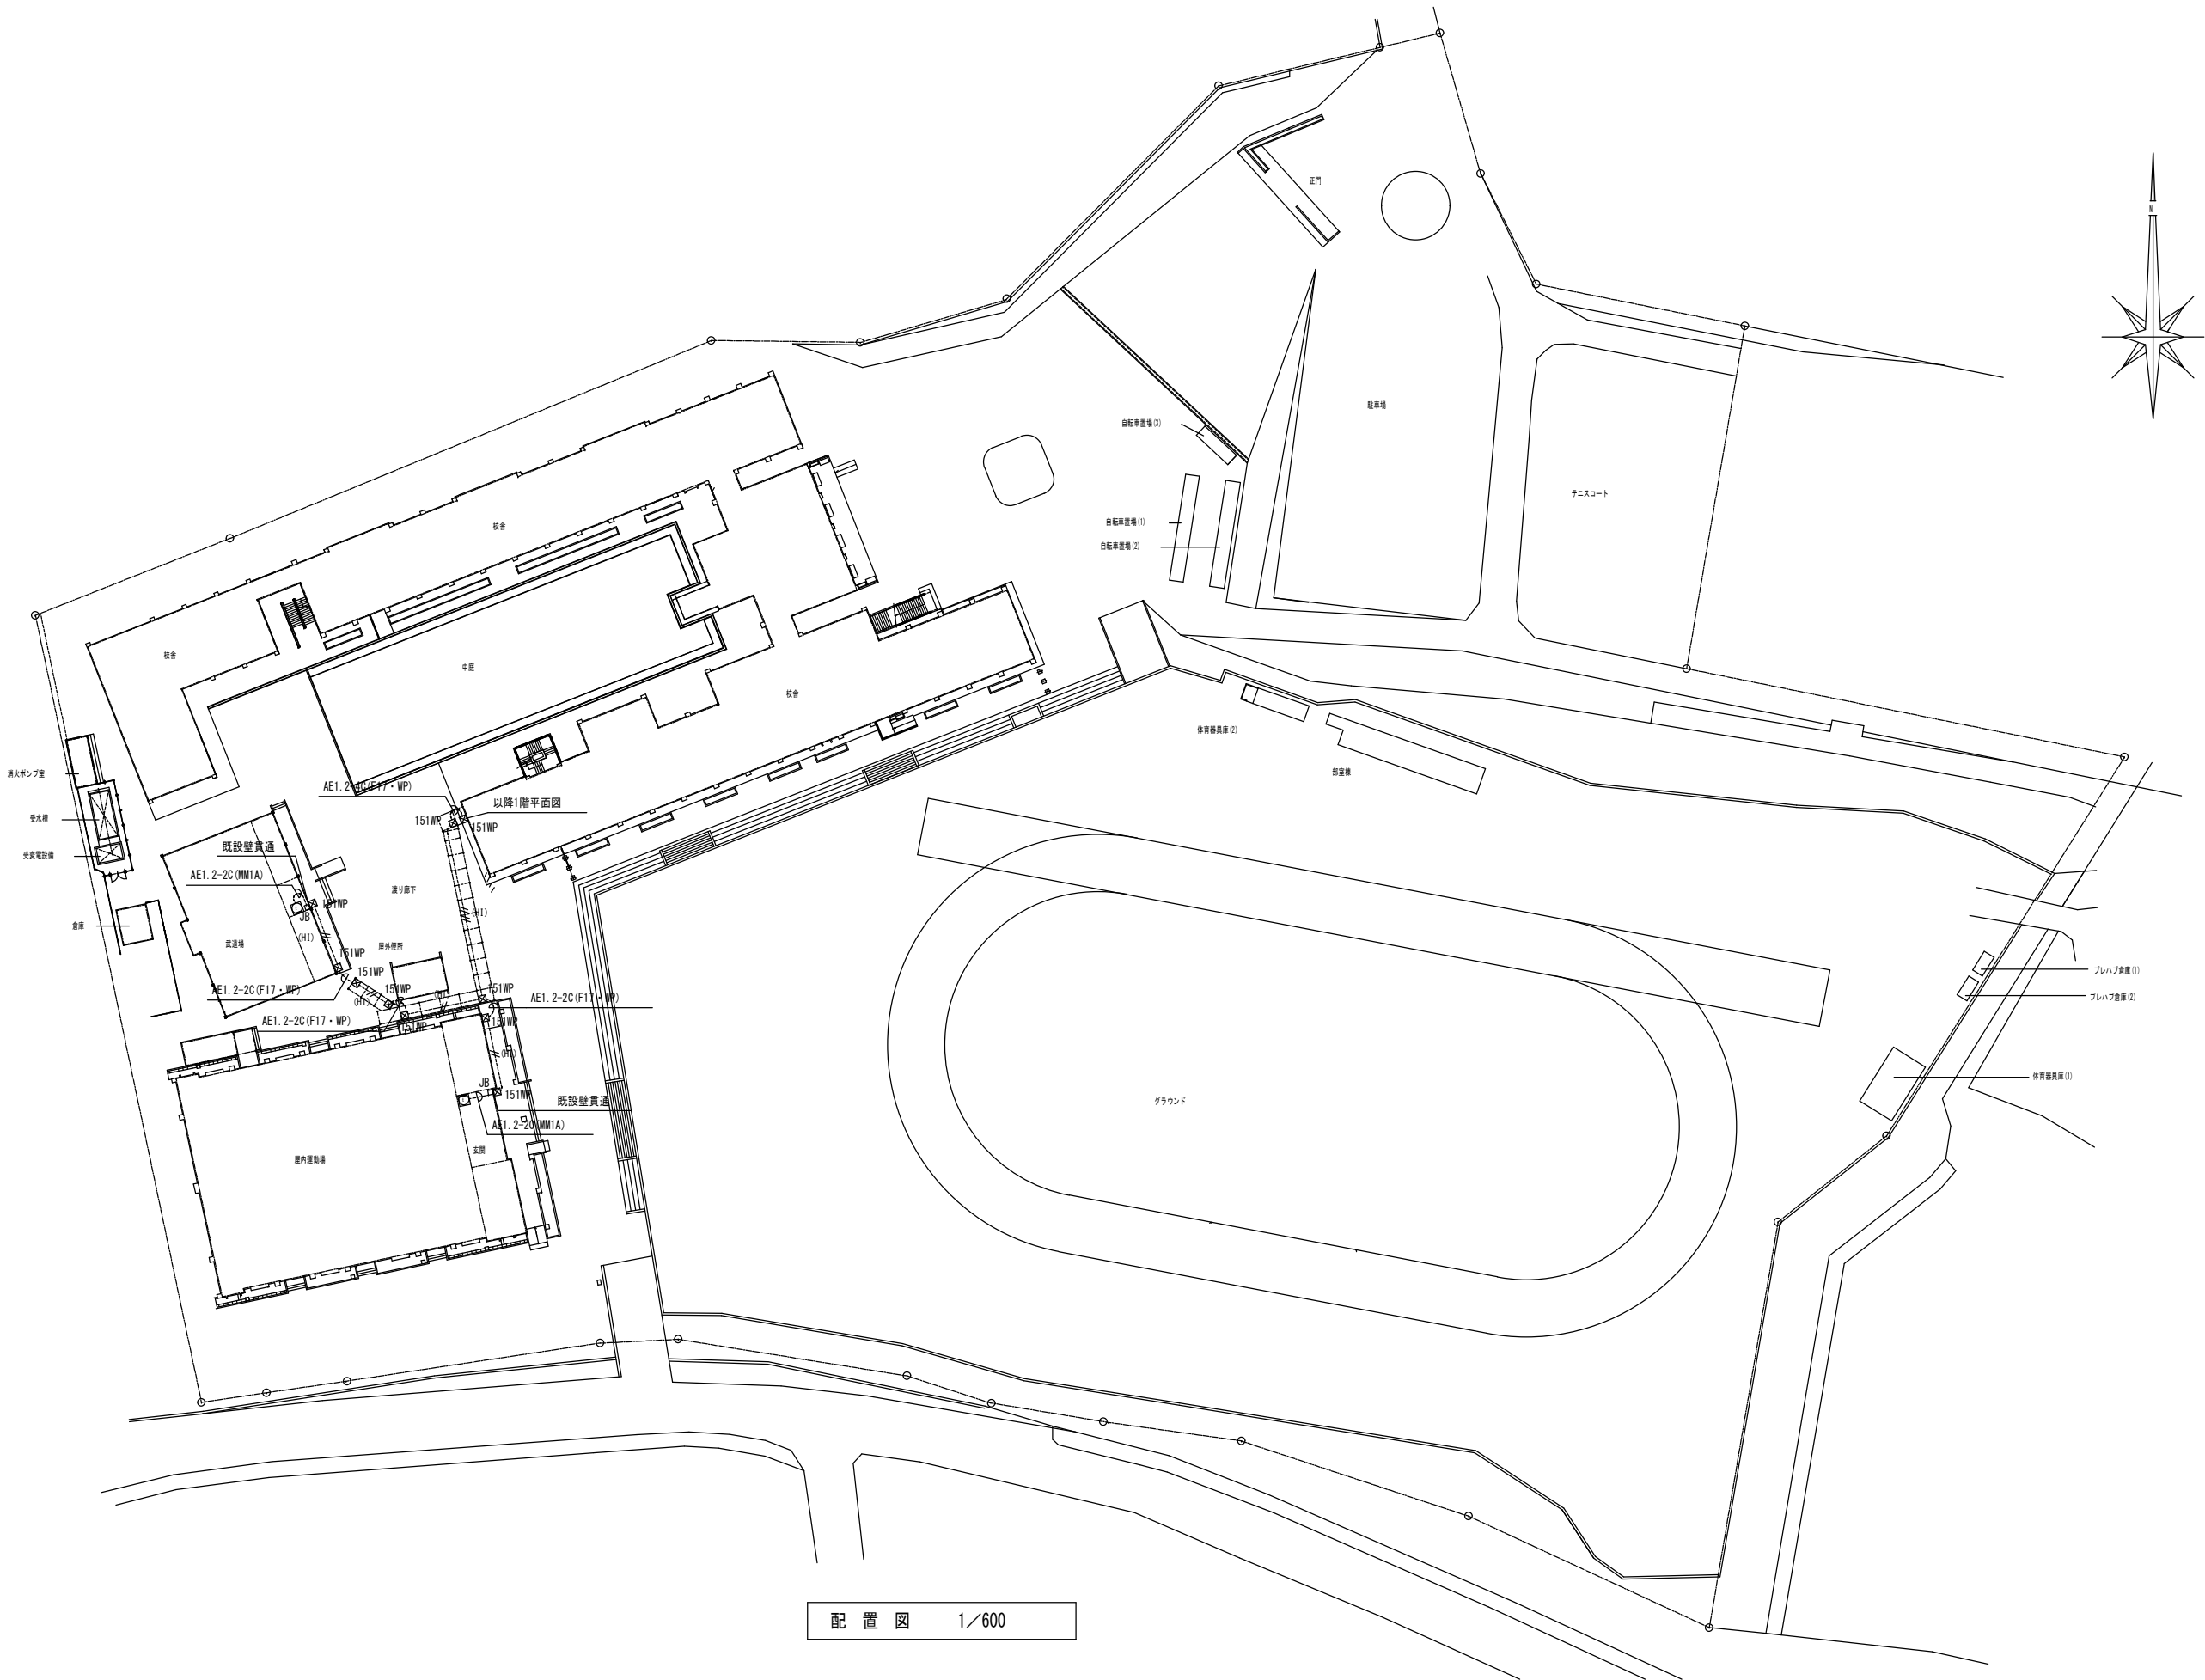 正門
N
駐車場
自転車置場(3)
テニスコート
自転車置場(1)
自転車置場(2)
校舎
校舎
中庭
校舎
体育器具庫(2)
部室棟
消火ポンプ室
受水槽
受変電設備
倉庫
AE1.2-4C(F17・WP)
以降1階平面図
151WP
151WP
既設壁貫通
AE1.2-2C(MM1A)
151WP
JB
(HI)
武道場
渡り廊下
(HI)
屋外便所
151WP
151WP
AE1.2-2C(F17・WP)
(HI)
151WP
(HI)
151WP
AE1.2-2C(F17・WP)
AE1.2-2C(F17・WP)
151WP
151WP
(HI)
JB
151WP
既設壁貫通
AE1.2-2C(MM1A)
玄関
屋内運動場
グラウンド
プレハブ倉庫(1)
プレハブ倉庫(2)
体育器具庫(1)
配置図 1／600